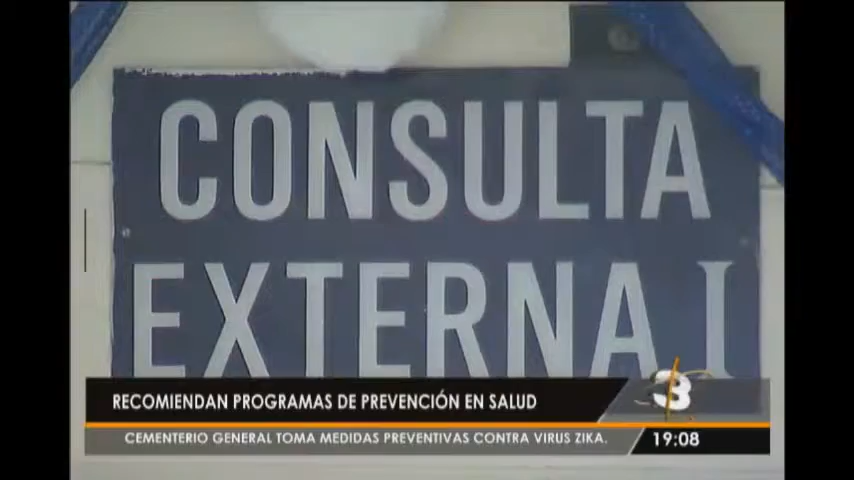 CONSULTA
EXTERNA I
RECOMIENDAN PROGRAMAS DE PREVENCIÓN EN SALUD
3
CEMENTERIO GENERAL TOMA MEDIDAS PREVENTIVAS CONTRA VIRUS ZIKA.
19:08